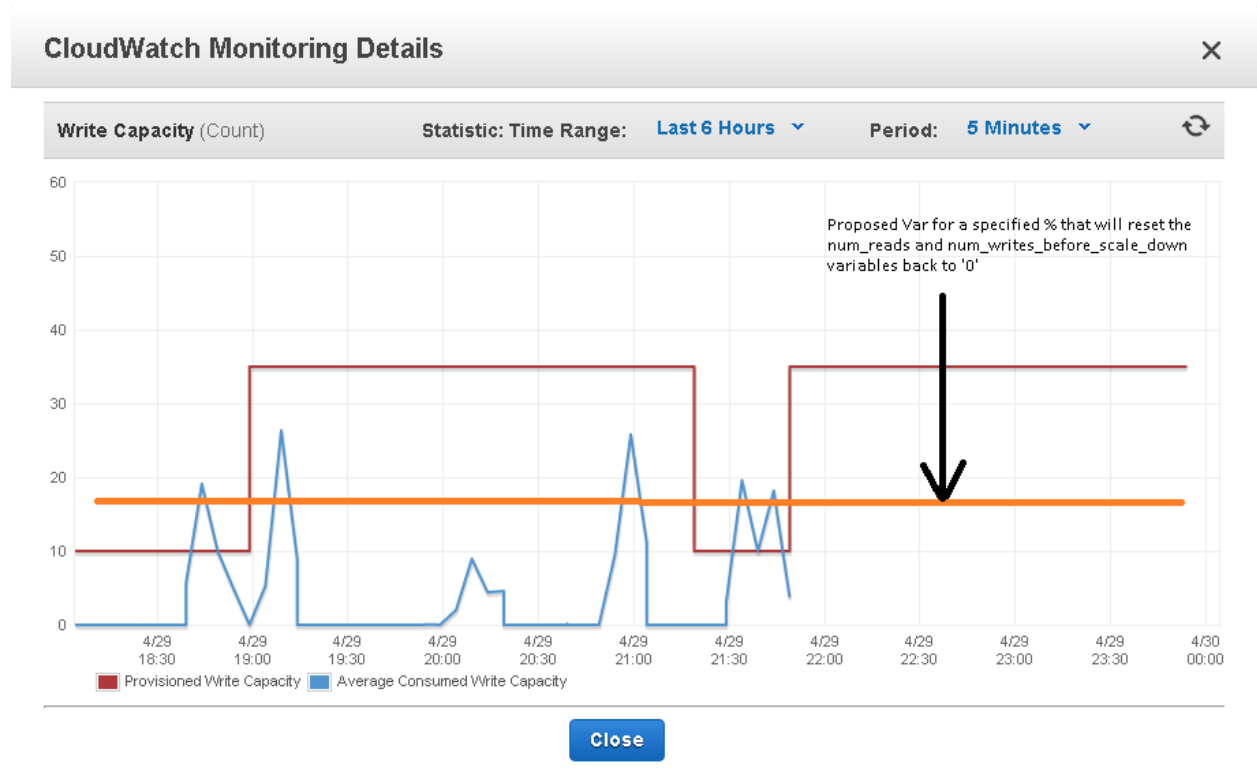 CloudWatch Monitoring Details
×
Write Capacity (Count) Statistic: Time Range: Last 6 Hours Period: 5 Minutes
60
Proposed Var for a specified % that will reset the
num_reads and num_writes_before_scale_down
variables back to '0'
50
40
30
20
10
0
4/29 4/29 4/29 4/29 4/29 4/29 4/29 4/29 4/29 4/29 4/29 4/30
18:30 19:00 19:30 20:00 20:30 21:00 21:30 22:00 22:30 23:00 23:30 00:00
Provisioned Write Capacity Average Consumed Write Capacity
Close